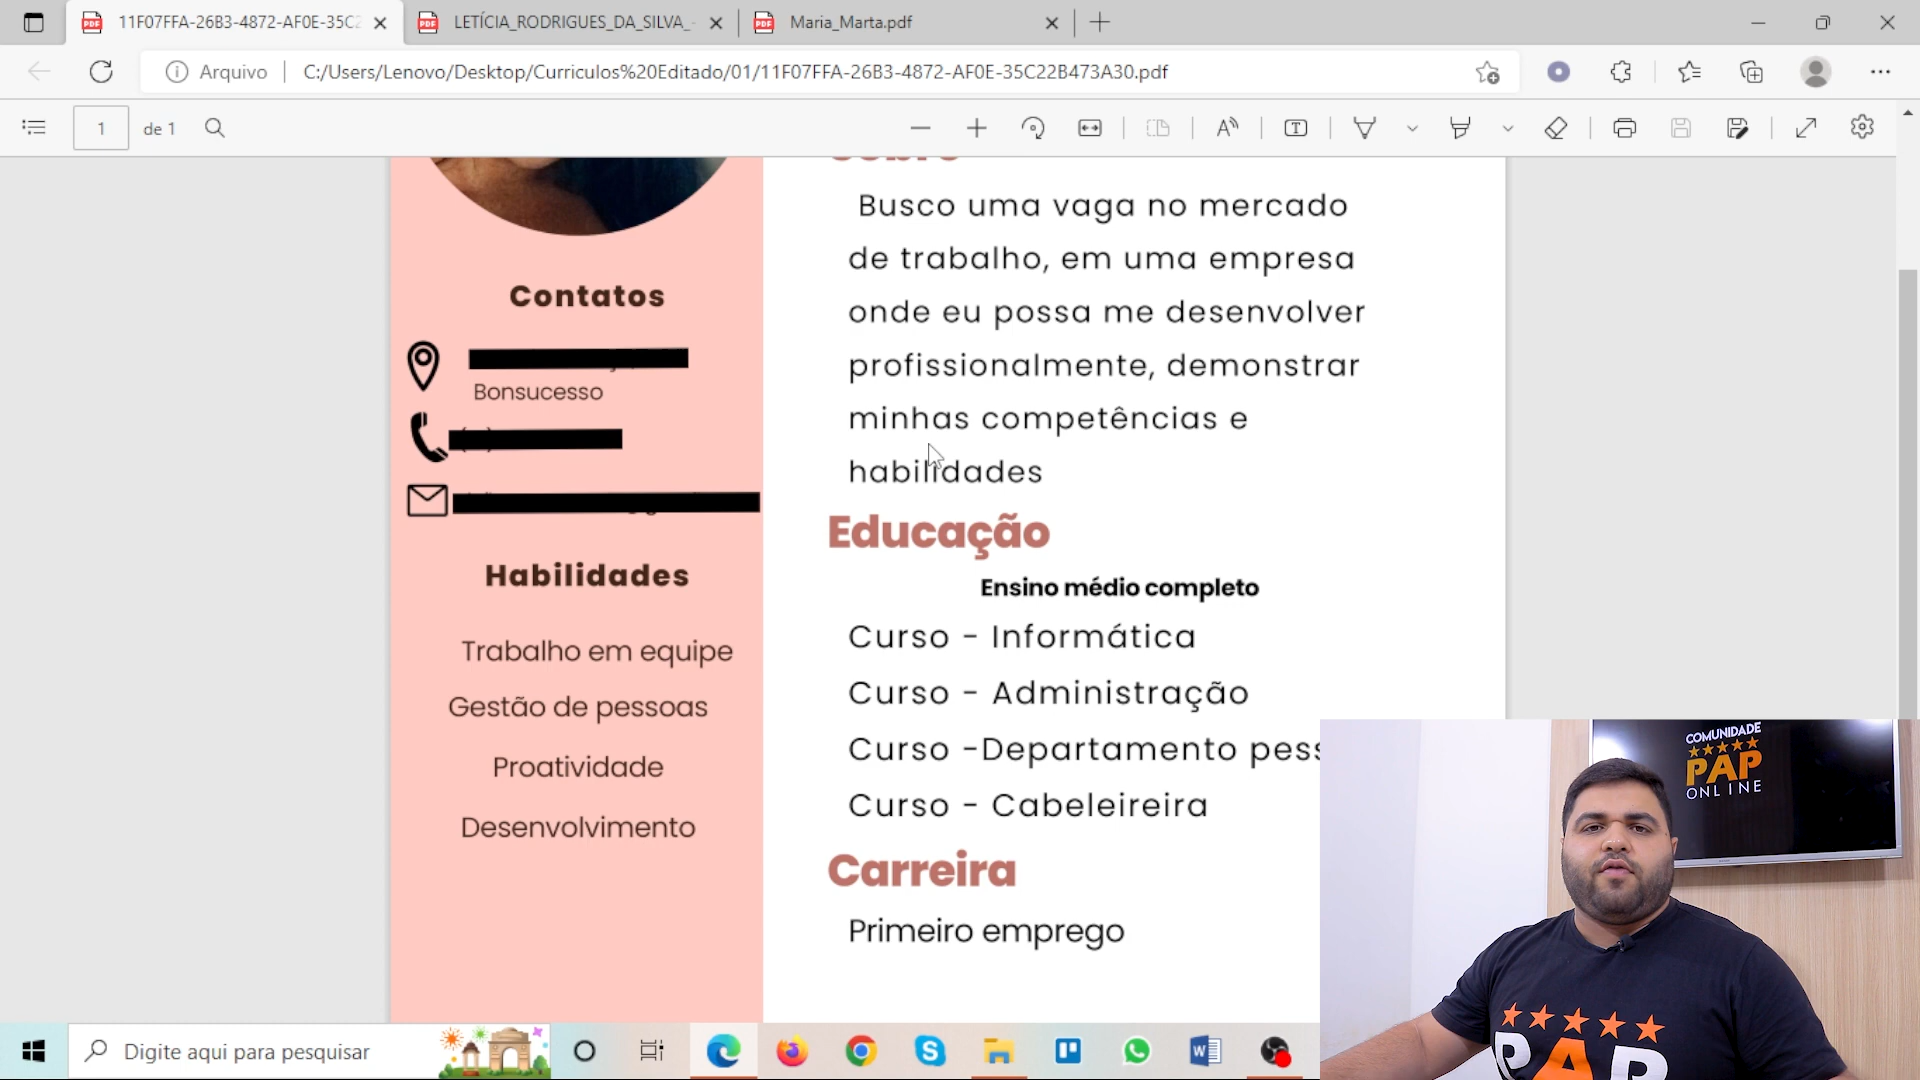 11F07FFA-26B3-4872-AF0E-35C2
LETÍCIA_RODRIGUES_DA_SILVA_-
Maria_Marta.pdf
Arquivo
C:/Users/Lenovo/Desktop/Curriculos%20Editado/01/11F07FFA-26B3-4872-AF0E-35C22B473A30.pdf
1
de 1
Contatos
Bonsucesso
Habilidades
Trabalho em equipe
Gestão de pessoas
Proatividade
Desenvolvimento
Sobre
Busco uma vaga no mercado
de trabalho, em uma empresa
onde eu possa me desenvolver
profissionalmente, demonstrar
minhas competências e
habilidades
Educação
Ensino médio completo
Curso - Informática
Curso - Administração
Curso -Departamento pess
Curso - Cabeleireira
Carreira
Primeiro emprego
COMUNIDADE
PAP
ONLINE
PAP
Digite aqui para pesquisar